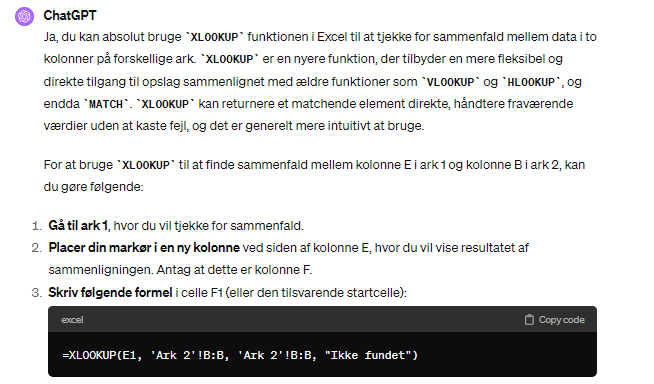 ChatGPT
Ja, du kan absolut bruge `XLOOKUP` funktionen i Excel til at tjekke for sammenfald mellem data i to
kolonner på forskellige ark. `XLOOKUP` er en nyere funktion, der tilbyder en mere fleksibel og
direkte tilgang til opslag sammenlignet med ældre funktioner som `VLOOKUP` og `HLOOKUP`, og
endda `MATCH`. `XLOOKUP` kan returnere et matchende element direkte, håndtere fraværende
værdier uden at kaste fejl, og det er generelt mere intuitivt at bruge.
For at bruge `XLOOKUP` til at finde sammenfald mellem kolonne E i ark 1 og kolonne B i ark 2, kan
du gøre følgende:
1. Gå til ark 1, hvor du vil tjekke for sammenfald.
2. Placer din markør i en ny kolonne ved siden af kolonne E, hvor du vil vise resultatet af
sammenligningen. Antag at dette er kolonne F.
3. Skriv følgende formel i celle F1 (eller den tilsvarende startcelle):
excel Copy code
=XLOOKUP(E1, 'Ark 2'!B:B, 'Ark 2'!B:B, "Ikke fundet")